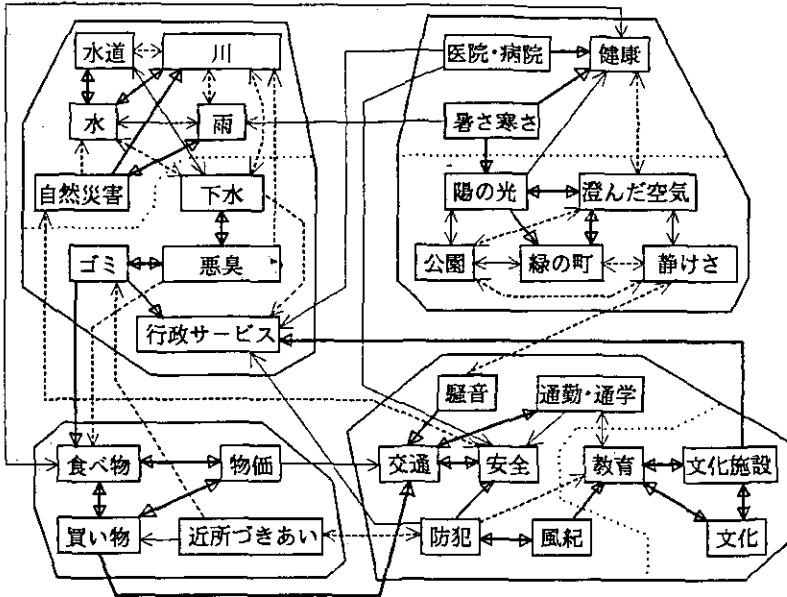 水道
川
水
雨
自然災害
下水
ゴミ
悪臭
行政サービス
医院・病院
健康
暑さ寒さ
陽の光
澄んだ空気
公園
緑の町
静けさ
食べ物
物価
買い物
近所づきあい
騒音
通勤・通学
交通
安全
教育
文化施設
防犯
風紀
文化